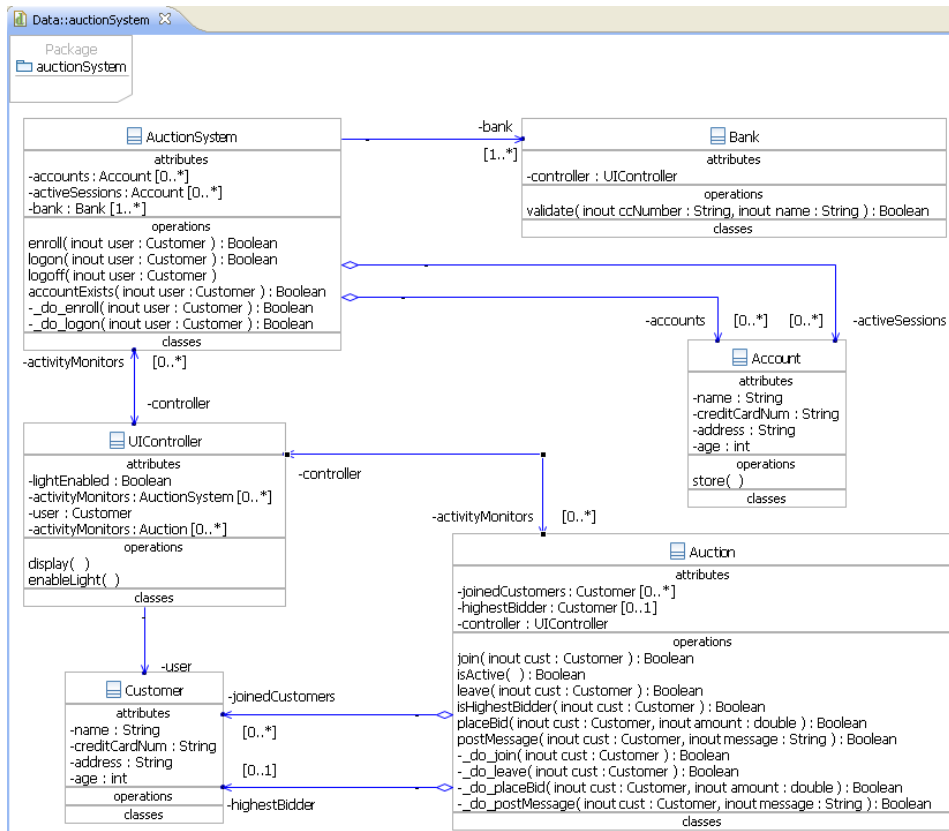 Data::auctionSystem
Package
auctionSystem
AuctionSystem
attributes
-accounts : Account [0..*]
-activeSessions : Account [0..*]
-bank : Bank [1..*]
operations
enroll( inout user : Customer ) : Boolean
logon( inout user : Customer ) : Boolean
logoff( inout user : Customer )
accountExists( inout user : Customer ) : Boolean
-_do_enroll( inout user : Customer ) : Boolean
-_do_logon( inout user : Customer ) : Boolean
classes
-bank
[1..*]
Bank
attributes
-controller : UIController
operations
validate( inout ccNumber : String, inout name : String ) : Boolean
classes
-accounts
[0..*]
[0..*]
-activeSessions
Account
attributes
-name : String
-creditCardNum : String
-address : String
-age : int
operations
store( )
classes
-activityMonitors
[0..*]
-controller
UIController
attributes
-lightEnabled : Boolean
-activityMonitors : AuctionSystem [0..*]
-user : Customer
-activityMonitors : Auction [0..*]
operations
display( )
enableLight( )
classes
-controller
-activityMonitors
[0..*]
Auction
attributes
-joinedCustomers : Customer [0..*]
-highestBidder : Customer [0..1]
-controller : UIController
operations
join( inout cust : Customer ) : Boolean
isActive( ) : Boolean
leave( inout cust : Customer ) : Boolean
isHighestBidder( inout cust : Customer ) : Boolean
placeBid( inout cust : Customer, inout amount : double ) : Boolean
postMessage( inout cust : Customer, inout message : String ) : Boolean
-_do_join( inout cust : Customer ) : Boolean
-_do_leave( inout cust : Customer ) : Boolean
-_do_placeBid( inout cust : Customer, inout amount : double ) : Boolean
-_do_postMessage( inout cust : Customer, inout message : String ) : Boolean
classes
-user
Customer
attributes
-name : String
-creditCardNum : String
-address : String
-age : int
operations
classes
-joinedCustomers
[0..*]
[0..1]
-highestBidder